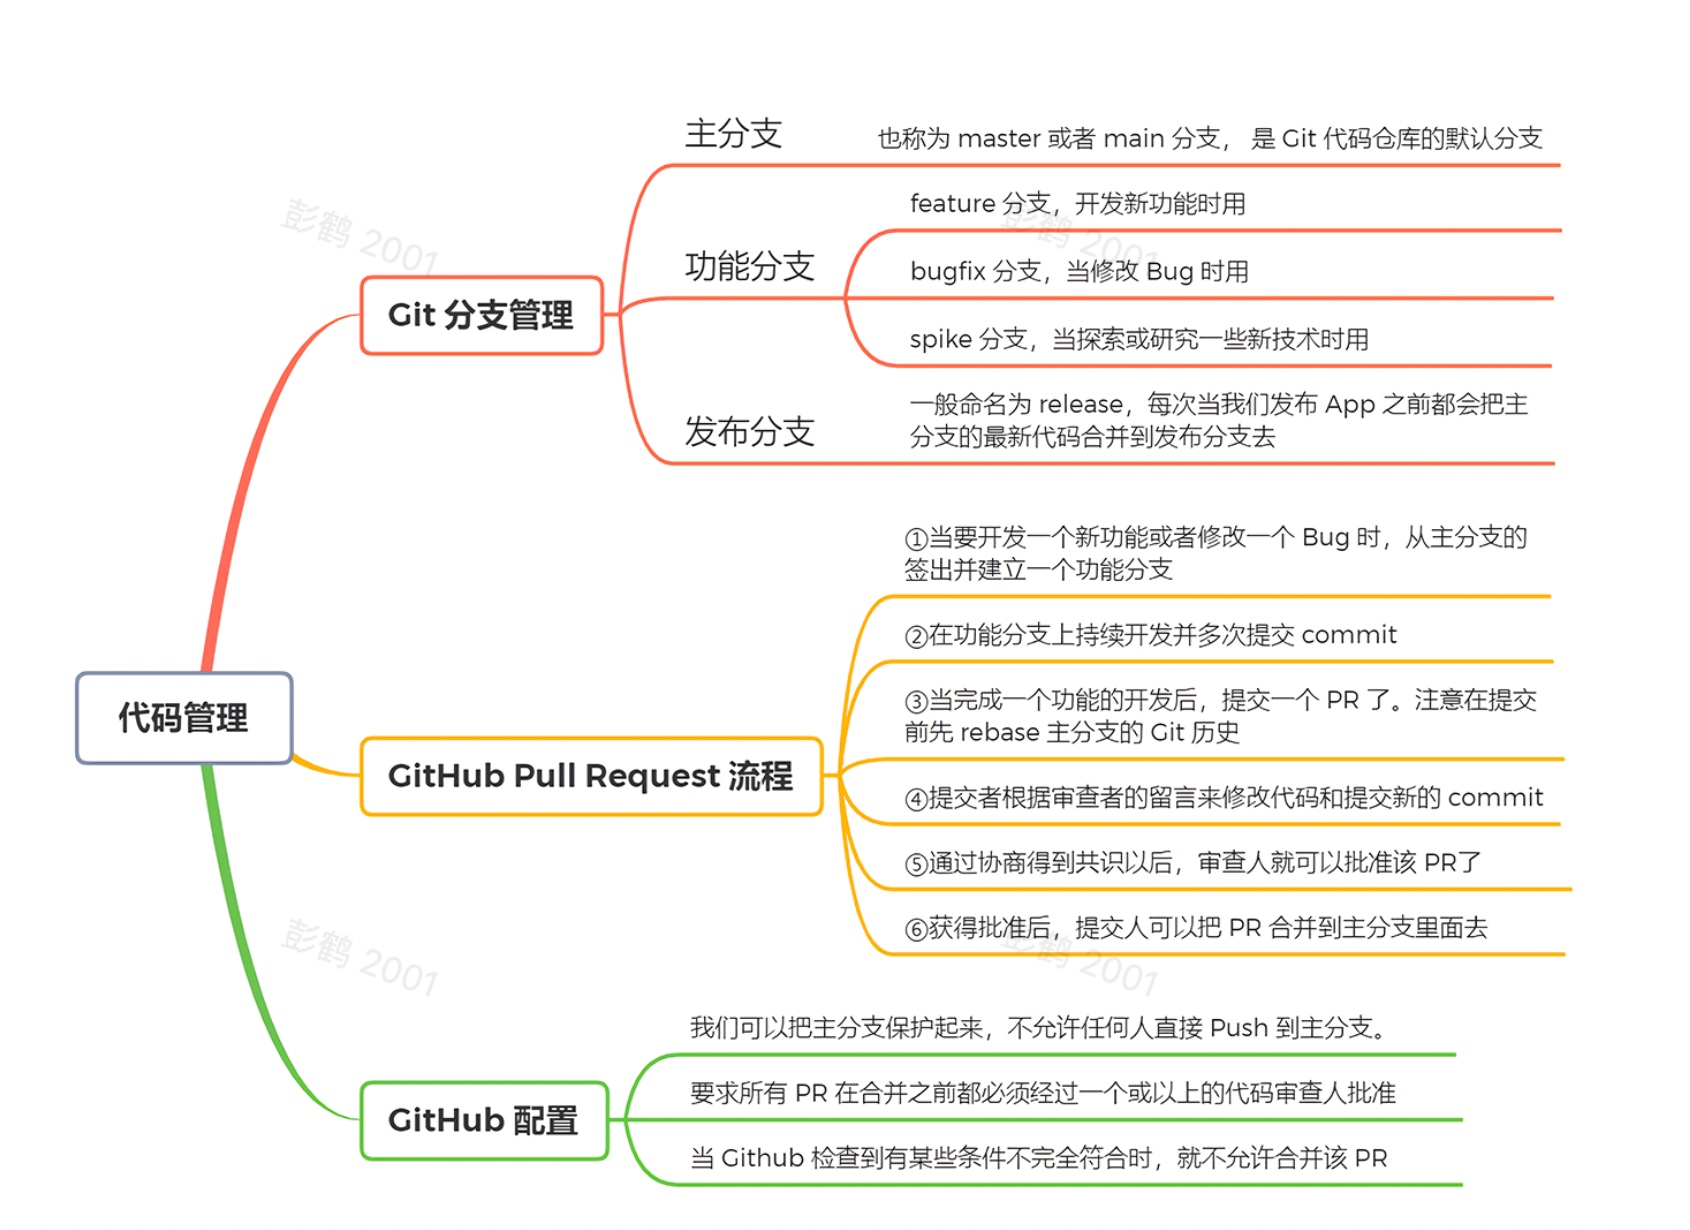 主分支
也称为 master 或者 main 分支， 是 Git 代码仓库的默认分支
feature 分支，开发新功能时用
彭鹤 2001
彭鹤 2001
功能分支
bugfix 分支，当修改 Bug 时用
Git 分支管理
spike 分支，当探索或研究一些新技术时用
发布分支
一般命名为 release，每次当我们发布 App 之前都会把主
分支的最新代码合并到发布分支去
①当要开发一个新功能或者修改一个 Bug 时，从主分支的
签出并建立一个功能分支
②在功能分支上持续开发并多次提交 commit
代码管理
③当完成一个功能的开发后，提交一个 PR 了。注意在提交
前先 rebase 主分支的 Git 历史
GitHub Pull Request 流程
④提交者根据审查者的留言来修改代码和提交新的 commit
⑤通过协商得到共识以后，审查人就可以批准该 PR了
⑥获得批准后，提交人可以把 PR 合并到主分支里面去
彭鹤 2001
彭鹤 2001
我们可以把主分支保护起来，不允许任何人直接 Push 到主分支。
GitHub 配置
要求所有 PR 在合并之前都必须经过一个或以上的代码审查人批准
当 Github 检查到有某些条件不完全符合时，就不允许合并该 PR